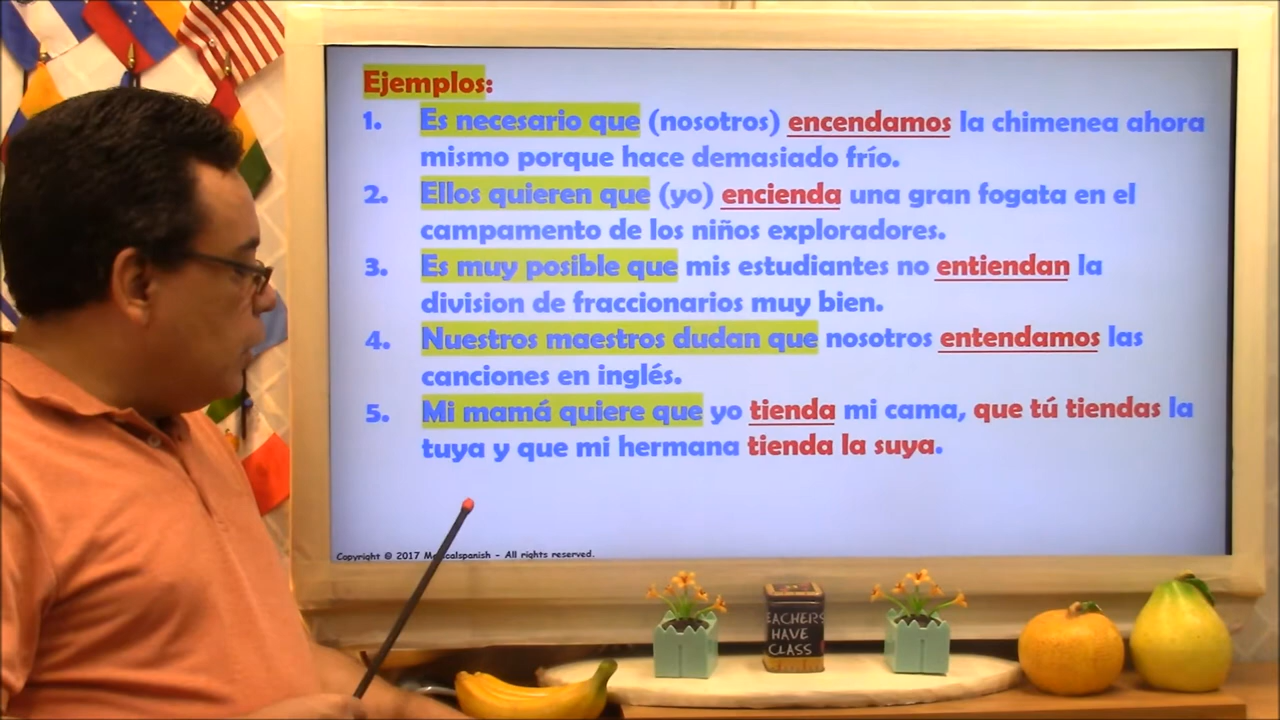 Ejemplos:
1. Es necesario que (nosotros) encendamos la chimenea ahora
mismo porque hace demasiado frío.
2. Ellos quieren que (yo) encienda una gran fogata en el
campamento de los niños exploradores.
3. Es muy posible que mis estudiantes no entiendan la
division de fraccionarios muy bien.
4. Nuestros maestros dudan que nosotros entendamos las
canciones en inglés.
5. Mi mamá quiere que yo tienda mi cama, que tú tiendas la
tuya y que mi hermana tienda la suya.
Copyright © 2017 - All rights reserved.
TEACHERS
HAVE
CLASS